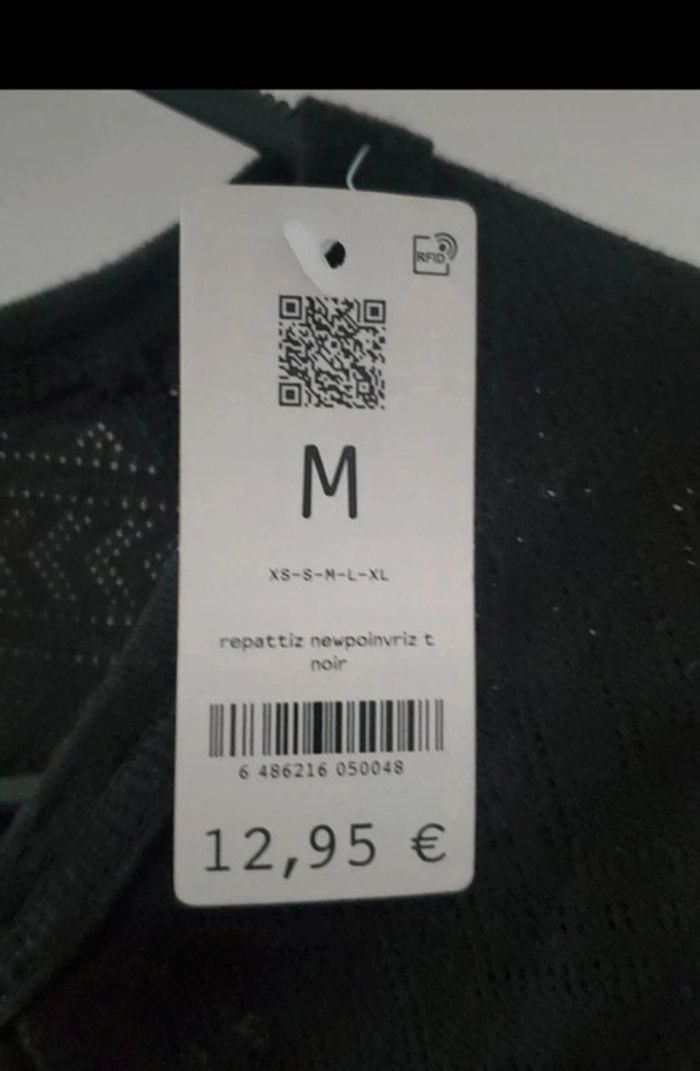 RFID
M
XS-S-M-L-XL
repattiz newpoinvriz t
noir
6 486216 050048
12,95 €